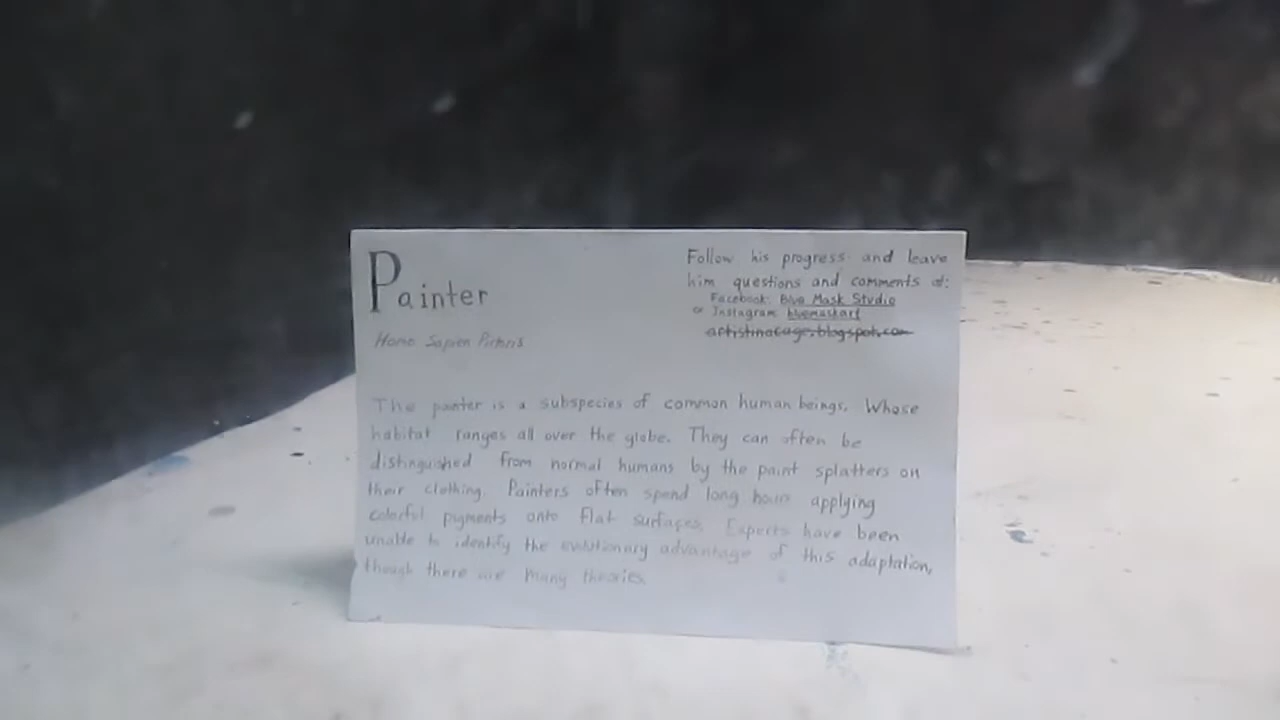 Painter
Homo Sapien Pictoris
Follow his progress and leave
him questions and comments at:
Facebook: Blue Mask Studio
or Instagram bluemaskart
artistinacage.blogspot.com
The painter is a subspecies of common human beings. Whose
habitat ranges all over the globe. They can often be
distinguished from normal humans by the paint splatters on
their clothing. Painters often spend long hours applying
colorful pigments onto flat surfaces. Experts have been
unable to identify the evolutionary advantage of this adaptation,
though there are many theories.